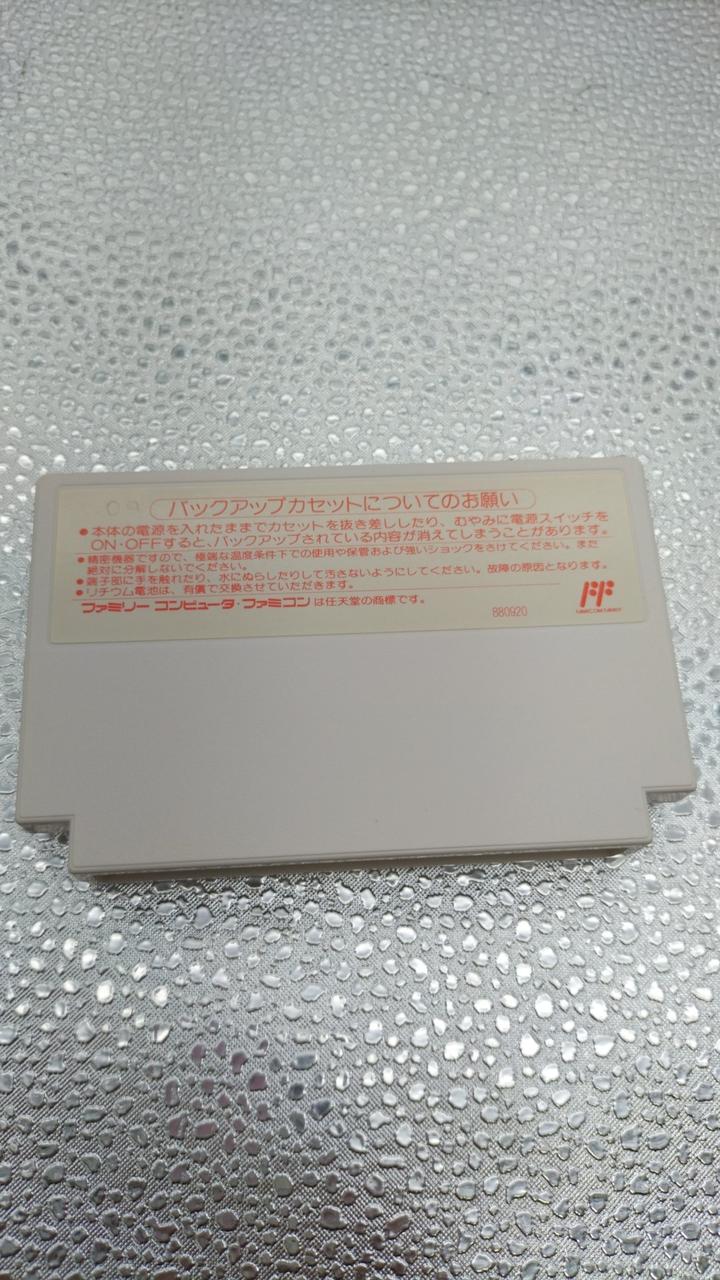 バックアップカセットについてのお願い
●本体の電源を入れたままでカセットを抜き差ししたり、むやみに電源スイッチを
ON・OFFすると、バックアップされている内容が消えてしまうことがあります。
●精密機器ですので、極端な温度条件下での使用や保管および強いショックをさけてください。また
絶対に分解しないでください。
●端子部に手を触れたり、水にぬらしたりして汚さないようにしてください。故障の原因となります。
●リチウム電池は、有償で交換させていただきます。
ファミリーコンピュータ・ファミコンは任天堂の商標です。
880920